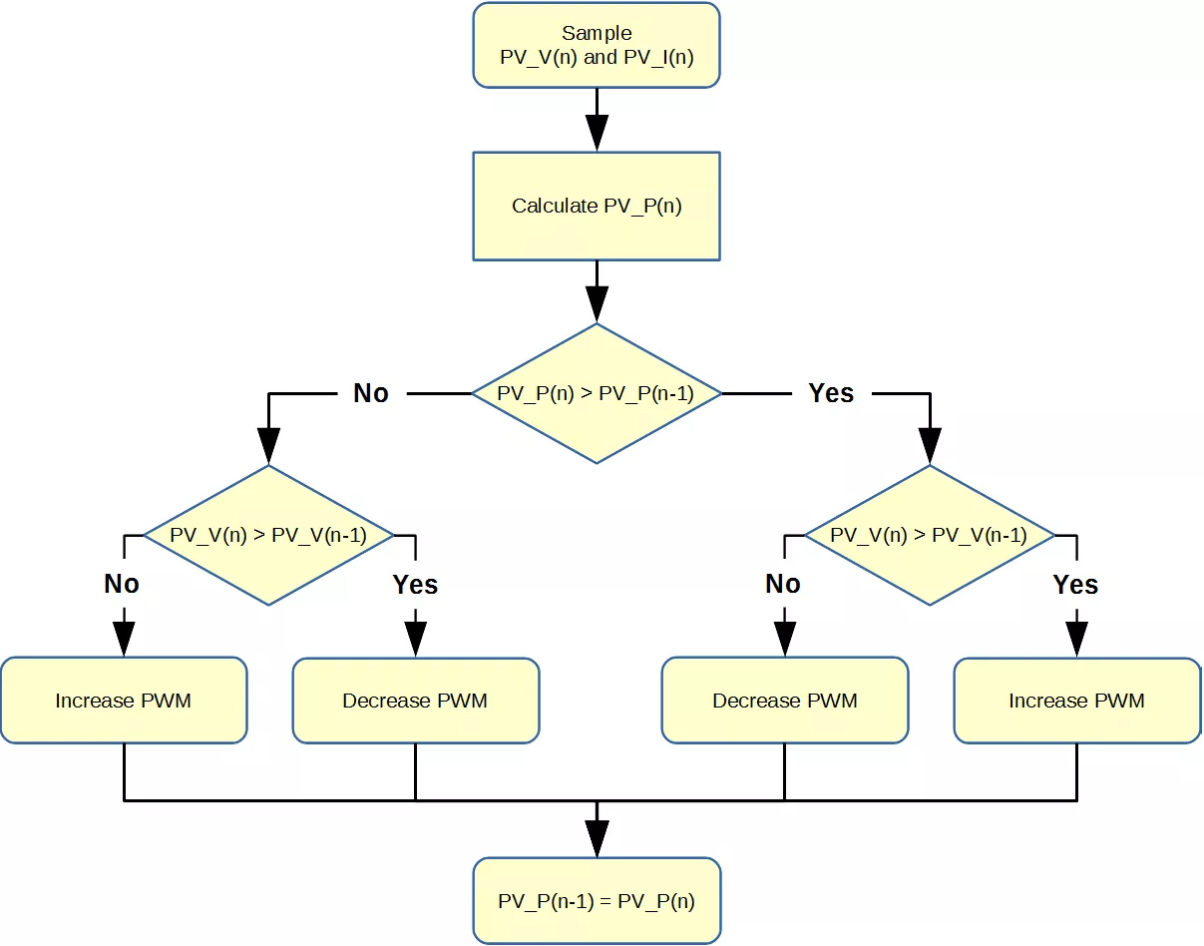 Sample
PV_V(n) and PV_I(n)
Calculate PV_P(n)
PV_P(n) > PV_P(n-1)
No
Yes
PV_V(n) > PV_V(n-1)
PV_V(n) > PV_V(n-1)
No
Yes
No
Yes
Increase PWM
Decrease PWM
Decrease PWM
Increase PWM
PV_P(n-1) = PV_P(n)